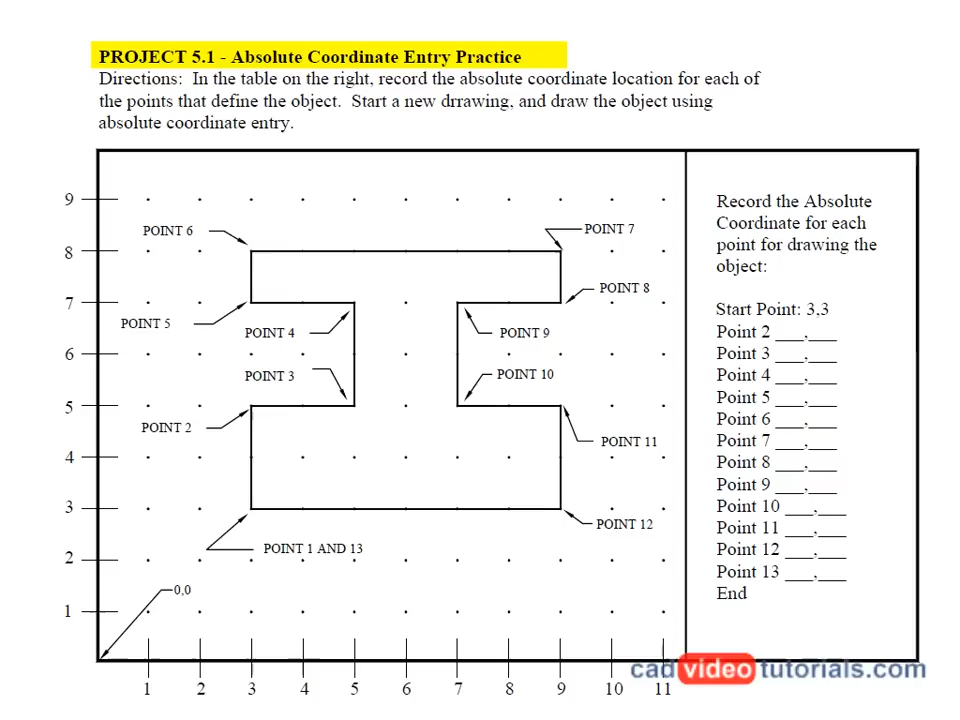 PROJECT 5.1 - Absolute Coordinate Entry Practice
Directions:  In the table on the right, record the absolute coordinate location for each of
the points that define the object.  Start a new drrawing, and draw the object using
absolute coordinate entry.
9
8
7
6
5
4
3
2
1
POINT 6
POINT 7
POINT 8
POINT 5
POINT 4
POINT 9
POINT 3
POINT 10
POINT 2
POINT 11
POINT 12
POINT 1 AND 13
0,0
1 2 3 4 5 6 7 8 9 10 11
Record the Absolute
Coordinate for each
point for drawing the
object:
Start Point: 3,3
Point 2 ___,___
Point 3 ___,___
Point 4 ___,___
Point 5 ___,___
Point 6 ___,___
Point 7 ___,___
Point 8 ___,___
Point 9 ___,___
Point 10 ___,___
Point 11 ___,___
Point 12 ___,___
Point 13 ___,___
End
cad video tutorials.com